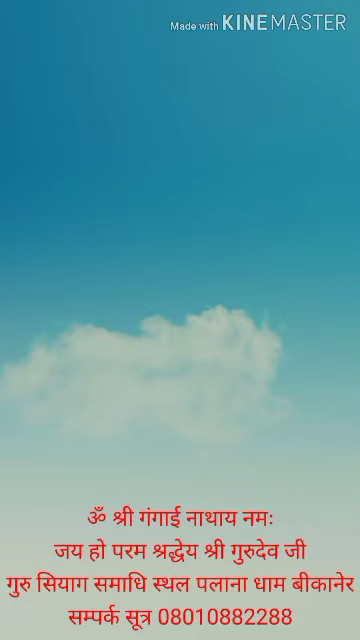 Made with KINEMASTER
ॐ श्री गंगाई नाथाय नमः
जय हो परम श्रद्धेय श्री गुरुदेव जी
गुरु सियाग समाधि स्थल पलाना धाम बीकानेर
सम्पर्क सूत्र 08010882288